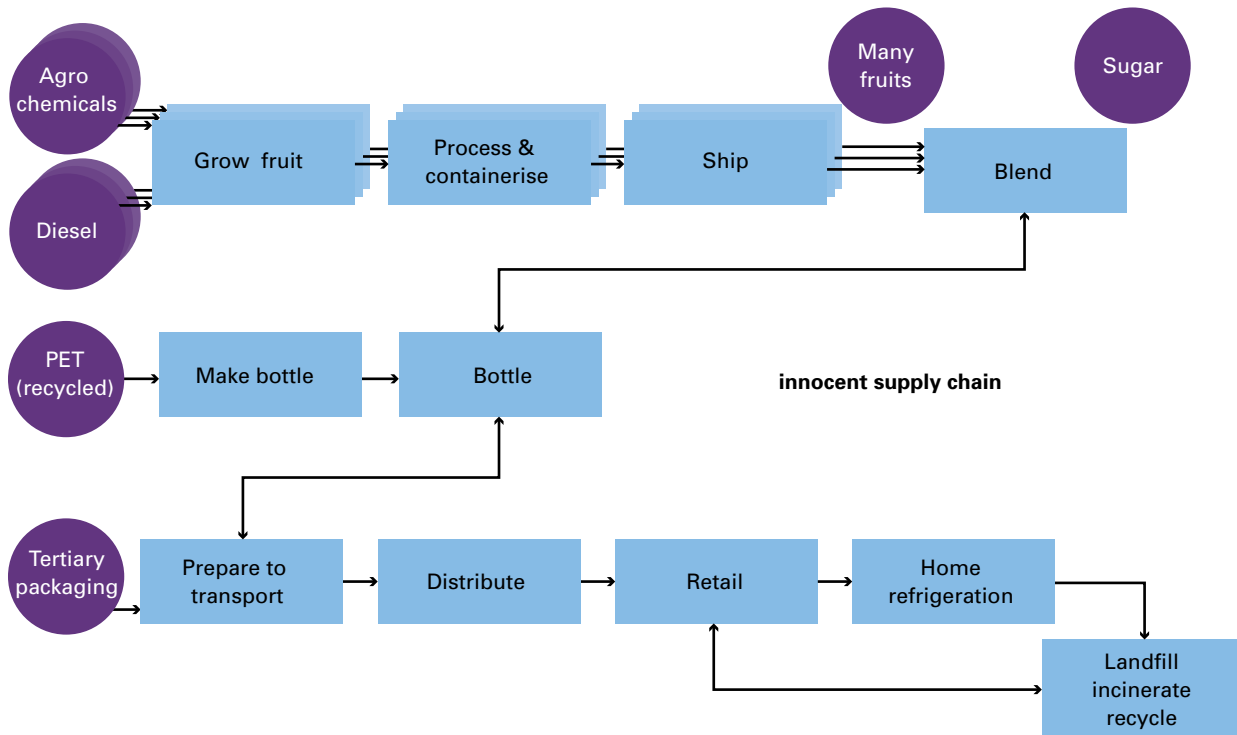 Agro
chemicals
Many
fruits
Sugar
Grow fruit
Process &
containerise
Ship
Blend
Diesel
PET
(recycled)
Make bottle
Bottle
innocent supply chain
Tertiary
packaging
Prepare to
transport
Distribute
Retail
Home
refrigeration
Landfill
incinerate
recycle